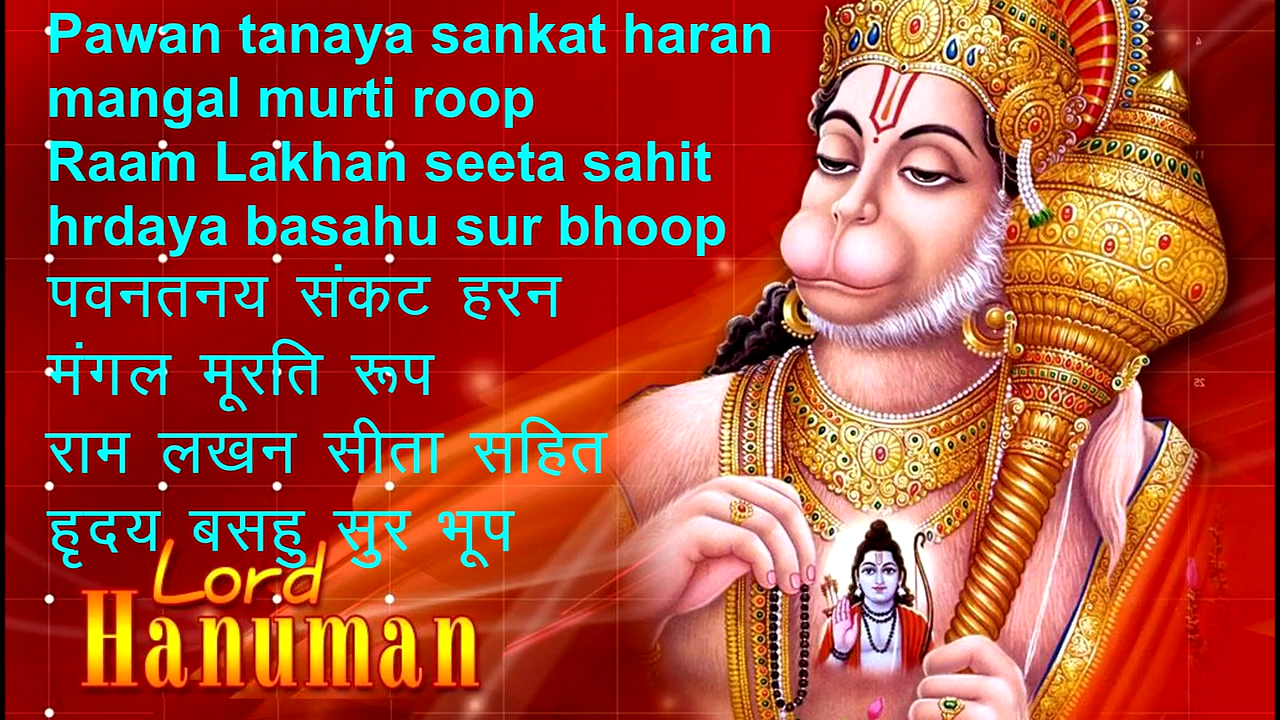 Pawan tanaya sankat haran
mangal murti roop
Raam Lakhan seeta sahit
hrdaya basahu sur bhoop
पवनतनय संकट हरन
मंगल मूरति रूप
राम लखन सीता सहित
हृदय बसहु सुर भूप
Lord
Hanuman